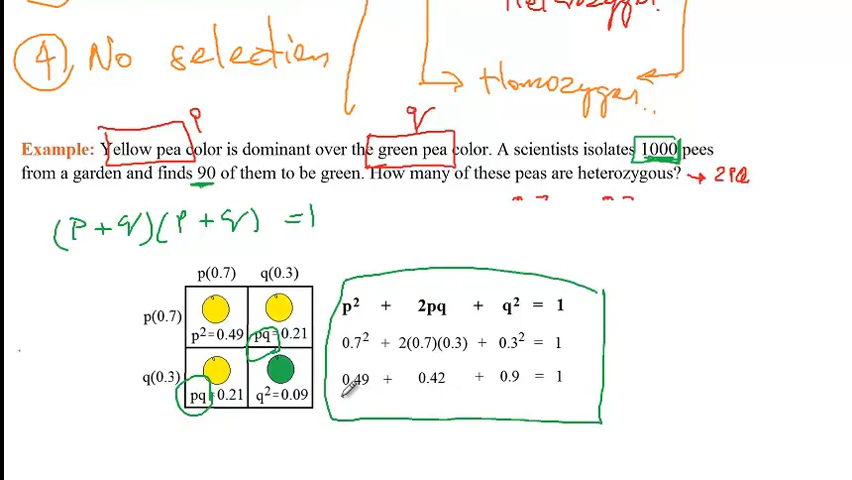 Heterozygas.
4. No selection
Homozygas..
p
q
Example: Yellow pea color is dominant over the green pea color. A scientists isolates 1000 pees
from a garden and finds 90 of them to be green. How many of these peas are heterozygous? → 2PQ
(P+q)(P+q) =1
p(0.7) q(0.3)
p(0.7)
p²=0.49 pq=0.21
q(0.3)
pq=0.21 q²=0.09
p² + 2pq + q² = 1
0.7² + 2(0.7)(0.3) + 0.3² = 1
0.49 + 0.42 + 0.9 = 1